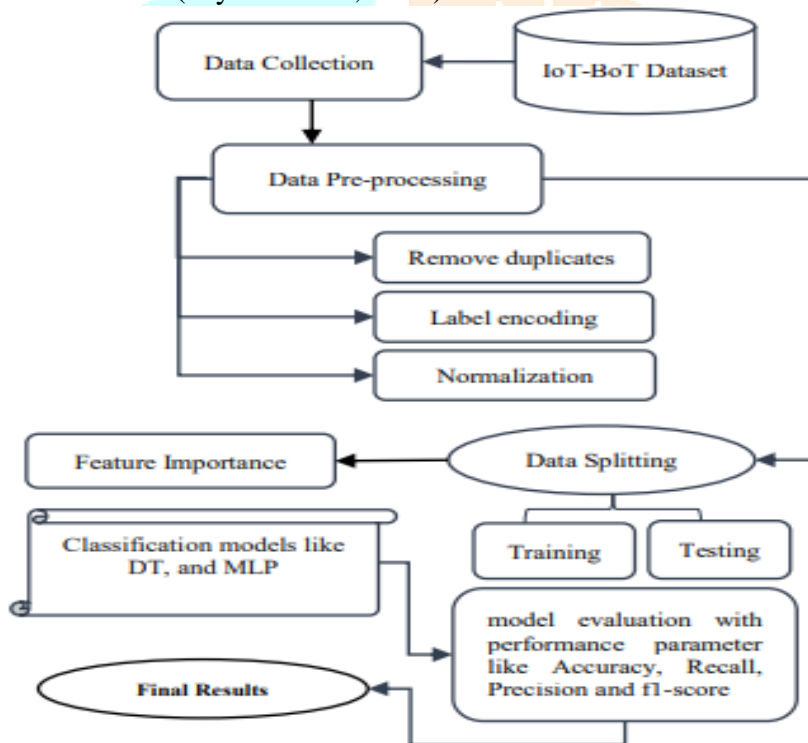 Data Collection
IoT-BoT Dataset
Data Pre-processing
Remove duplicates
Label encoding
Normalization
Feature Importance
Data Splitting
Classification models like
DT, and MLP
Training
Testing
model evaluation with
performance parameter
like Accuracy, Recall,
Precision and f1-score
Final Results